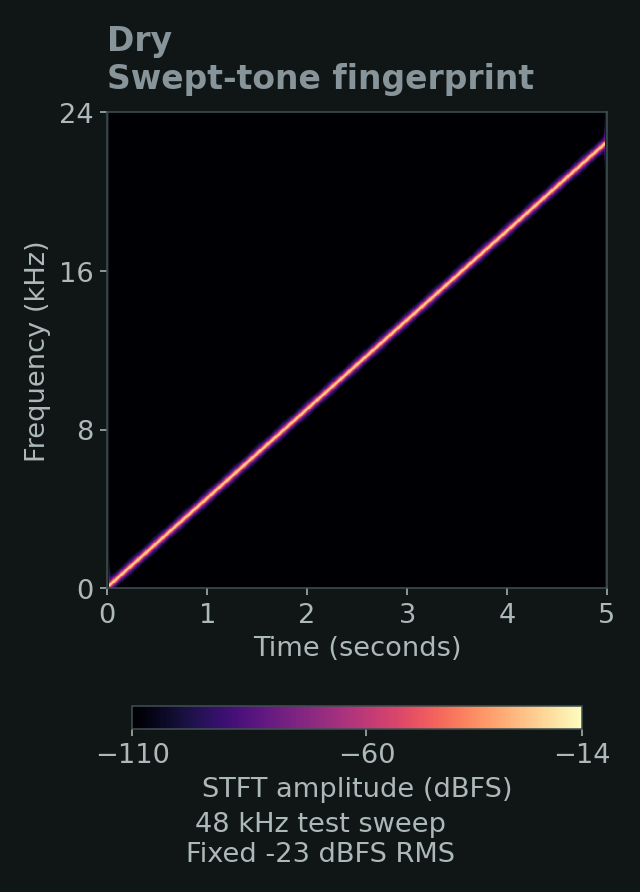 Dry
Swept-tone fingerprint
24
16
8
0
Frequency (kHz)
0 1 2 3 4 5
Time (seconds)
−110 −60 −14
STFT amplitude (dBFS)
48 kHz test sweep
Fixed -23 dBFS RMS